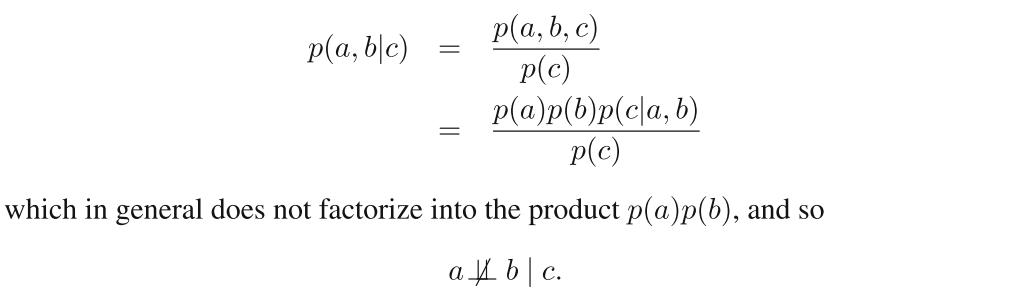 p(a, b|c) = p(a, b, c) / p(c)
= p(a)p(b)p(c|a, b) / p(c)
which in general does not factorize into the product p(a)p(b), and so
a ⫫̸ b | c.